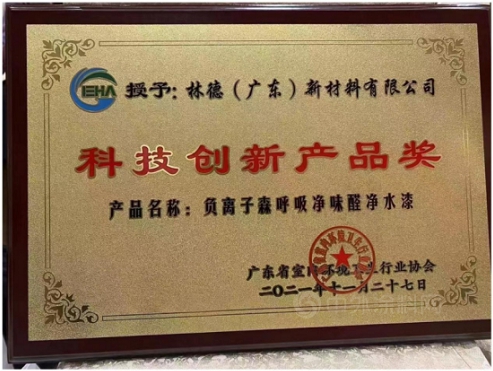 IEHA 授予：林德（广东）新材料有限公司
科技创新产品奖
产品名称：负离子森呼吸净味醛净水漆
广东省室内环境卫生行业协会
二〇二一年十一月二十七日